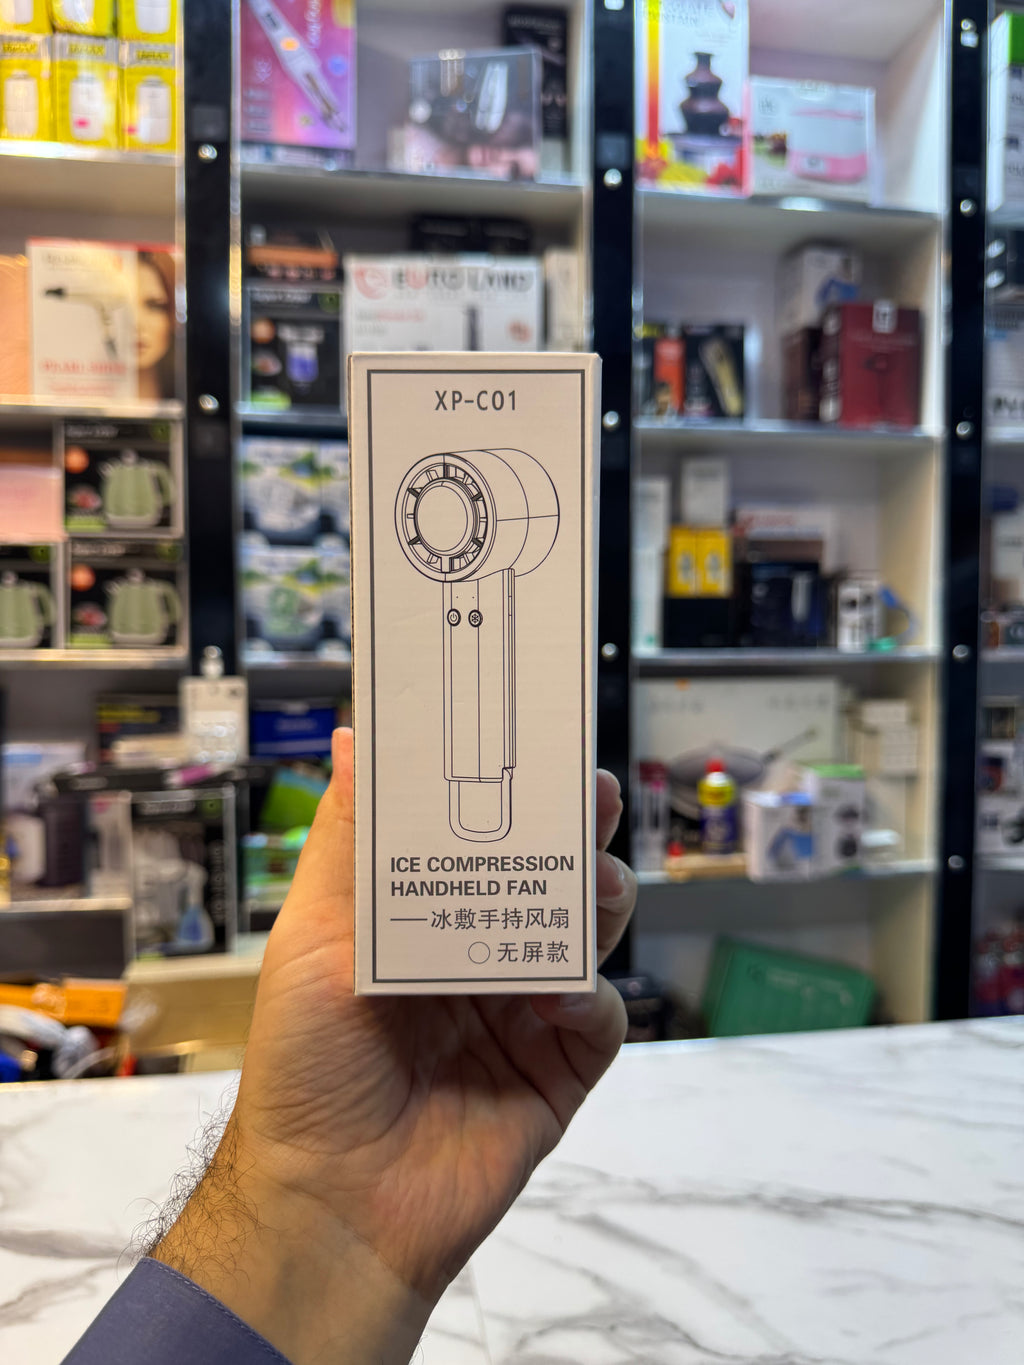 XP-C01
ICE COMPRESSION
HANDHELD FAN
——冰敷手持风扇
○ 无屏款